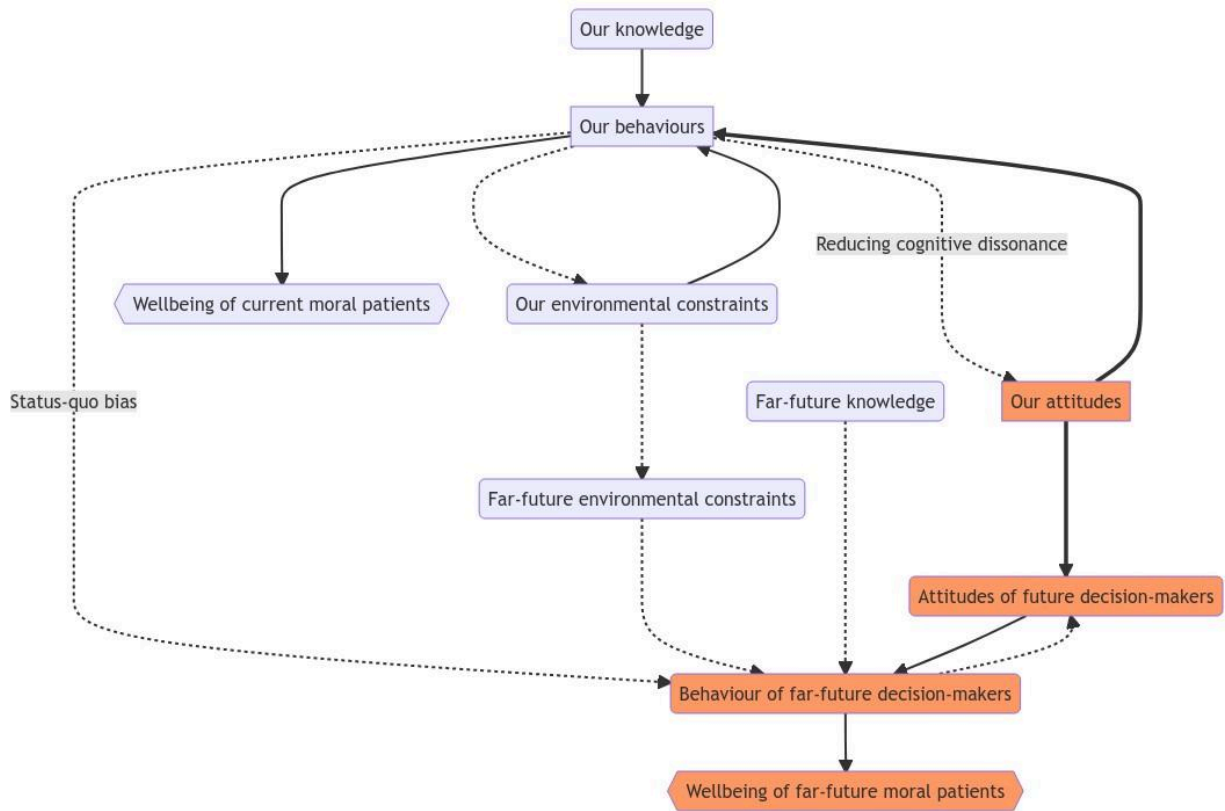 Our knowledge
Our behaviours
Reducing cognitive dissonance
Wellbeing of current moral patients
Our environmental constraints
Status-quo bias
Far-future knowledge
Our attitudes
Far-future environmental constraints
Attitudes of future decision-makers
Behaviour of far-future decision-makers
Wellbeing of far-future moral patients